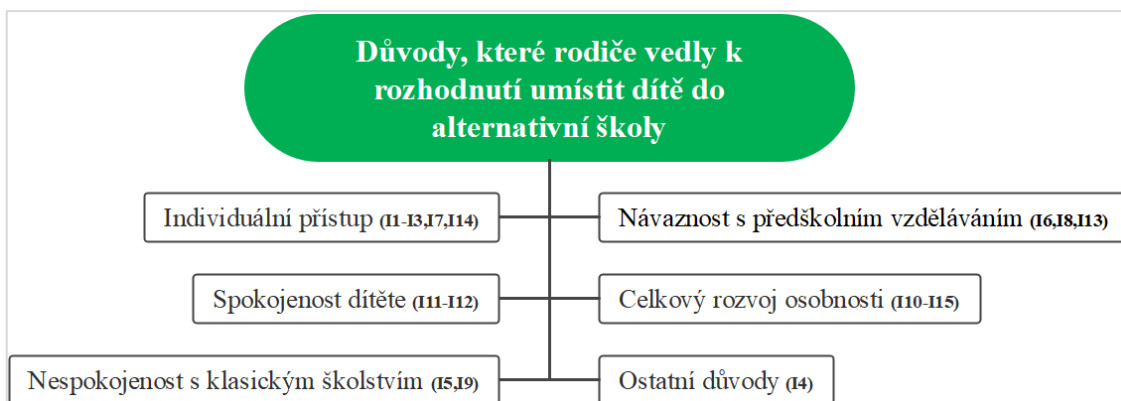 Důvody, které rodiče vedly k
rozhodnutí umístit dítě do
alternativní školy
Individuální přístup (I1-I3,I7,I14)
Návaznost s předškolním vzděláváním (I6,I8,I13)
Spokojenost dítěte (I11-I12)
Celkový rozvoj osobnosti (I10-I15)
Nespokojenost s klasickým školstvím (I5,I9)
Ostatní důvody (I4)